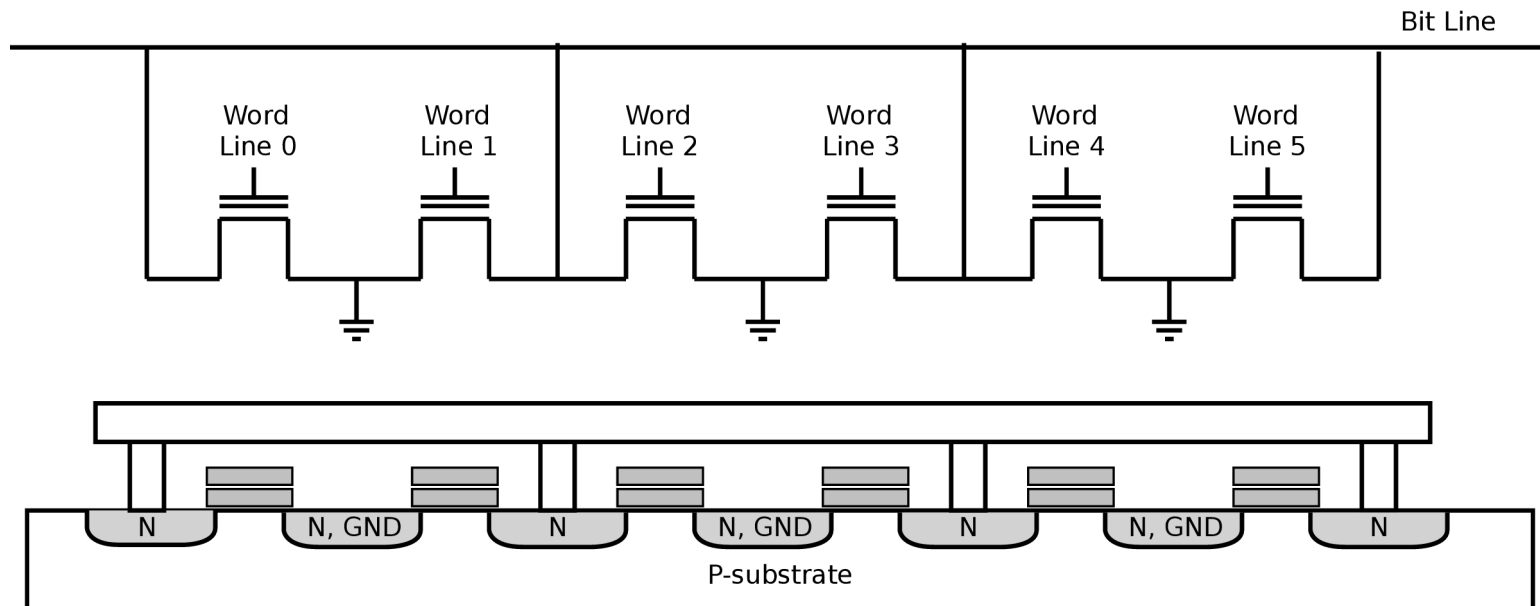 Bit Line
Word
Line 0
Word
Line 1
Word
Line 2
Word
Line 3
Word
Line 4
Word
Line 5
N
N, GND
N
N, GND
N
N, GND
N
P-substrate